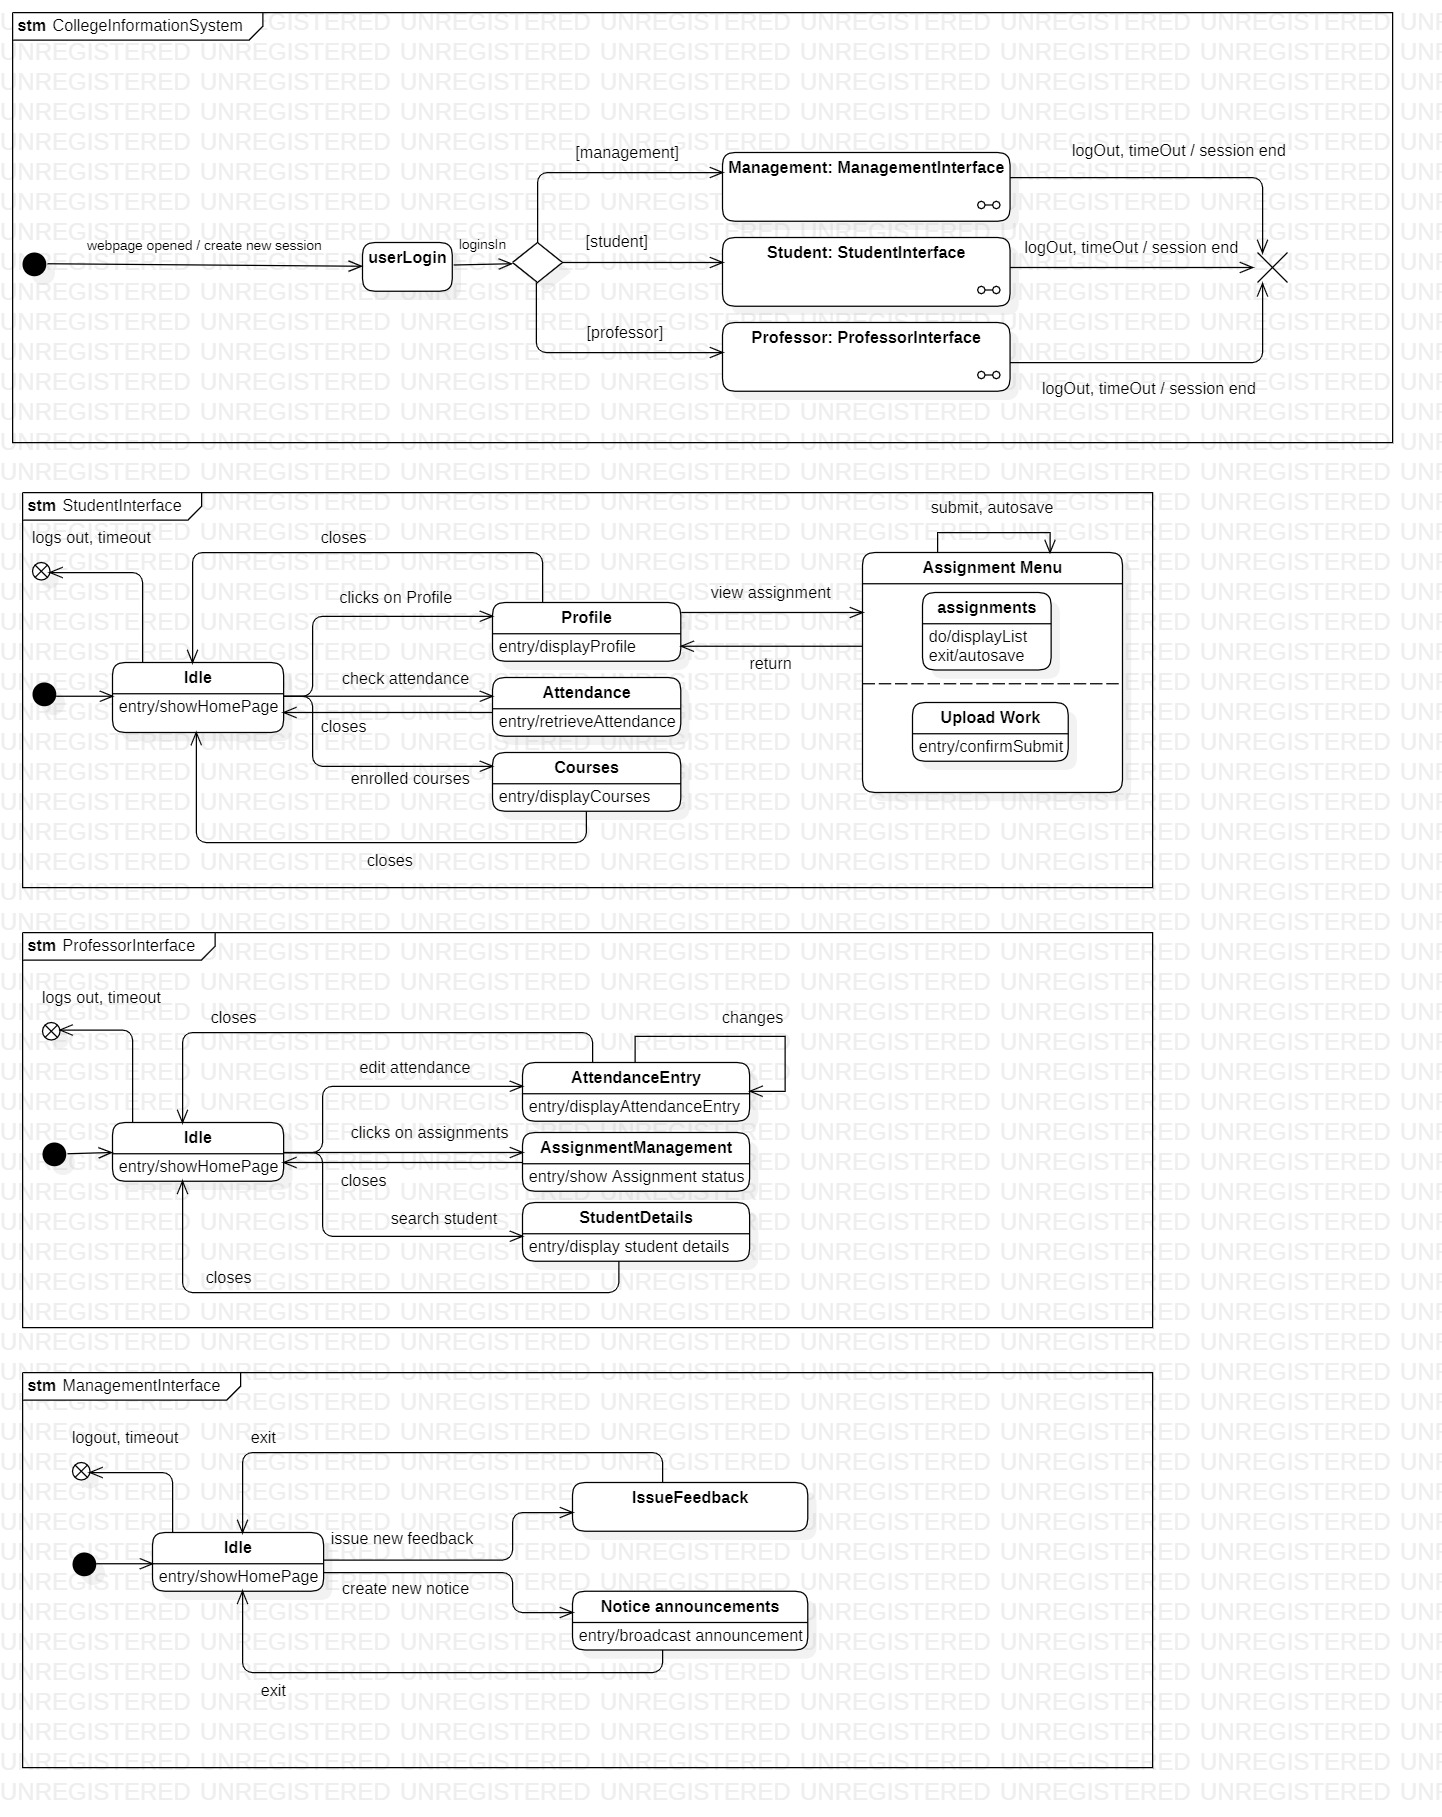 stm CollegeInformationSystem
[management]
Management: ManagementInterface
logOut, timeOut / session end
webpage opened / create new session
userLogin
loginsIn
[student]
Student: StudentInterface
logOut, timeOut / session end
[professor]
Professor: ProfessorInterface
logOut, timeOut / session end
stm StudentInterface
logs out, timeout
closes
submit, autosave
clicks on Profile
Profile
entry/displayProfile
view assignment
return
Assignment Menu
assignments
do/displayList
exit/autosave
Idle
entry/showHomePage
check attendance
closes
Attendance
entry/retrieveAttendance
Upload Work
entry/confirmSubmit
enrolled courses
Courses
entry/displayCourses
closes
stm ProfessorInterface
logs out, timeout
closes
changes
edit attendance
AttendanceEntry
entry/displayAttendanceEntry
Idle
entry/showHomePage
clicks on assignments
closes
AssignmentManagement
entry/show Assignment status
search student
StudentDetails
entry/display student details
closes
stm ManagementInterface
logout, timeout
exit
IssueFeedback
Idle
entry/showHomePage
issue new feedback
create new notice
Notice announcements
entry/broadcast announcement
exit
UNREGISTERED